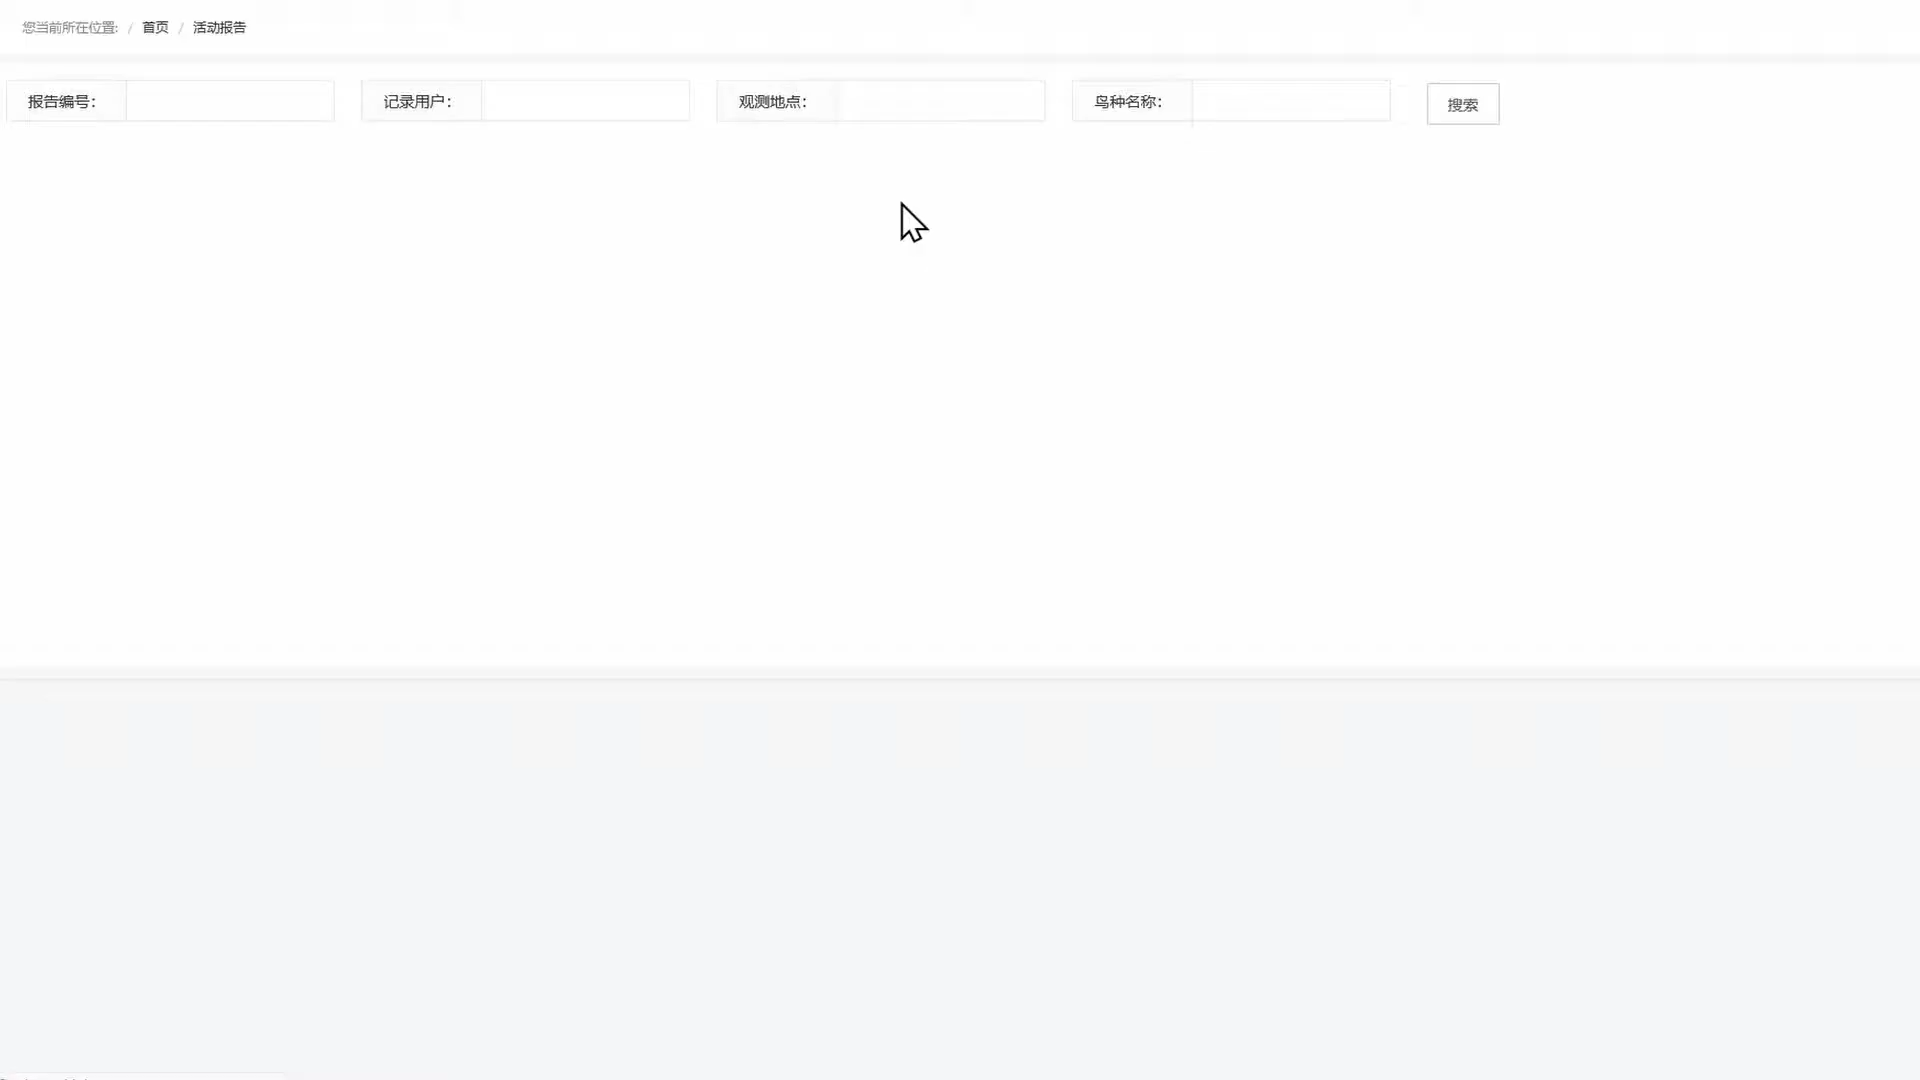 您当前所在位置: / 首页 / 活动报告
报告编号： 记录用户： 观测地点： 鸟种名称： 搜索